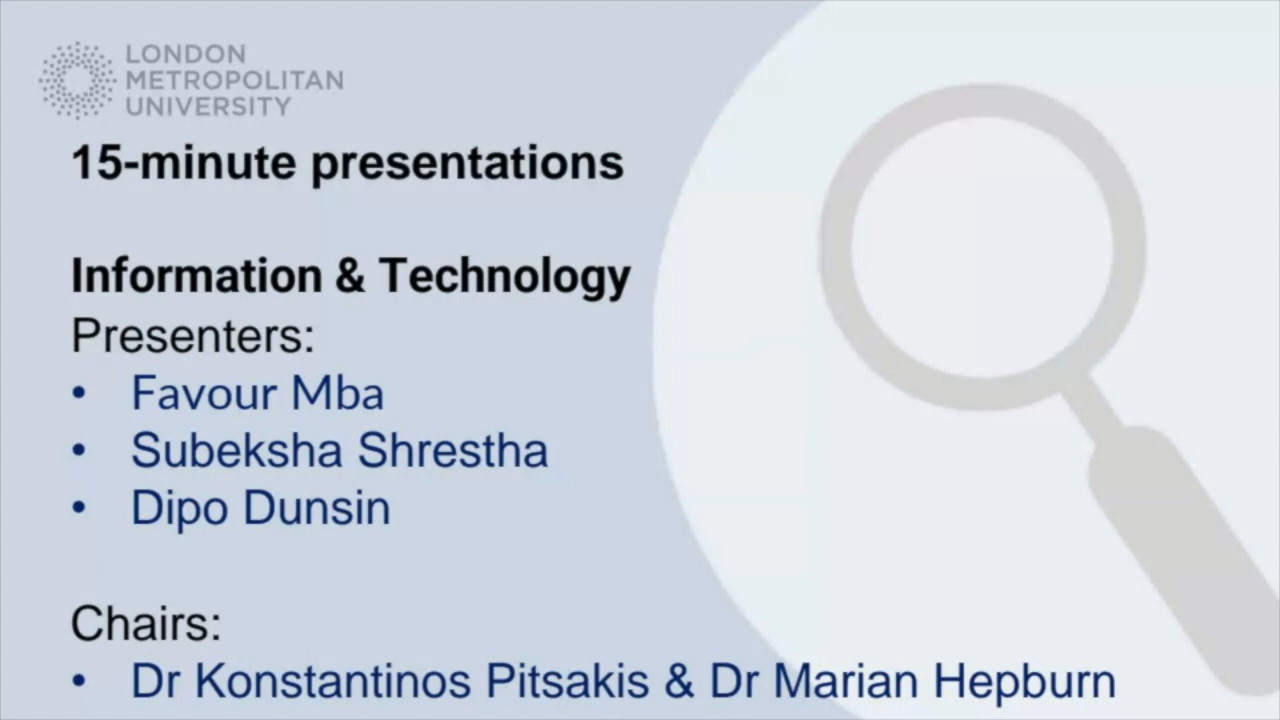 LONDON
METROPOLITAN
UNIVERSITY
15-minute presentations
Information & Technology
Presenters:
• Favour Mba
• Subeksha Shrestha
• Dipo Dunsin
Chairs:
• Dr Konstantinos Pitsakis & Dr Marian Hepburn